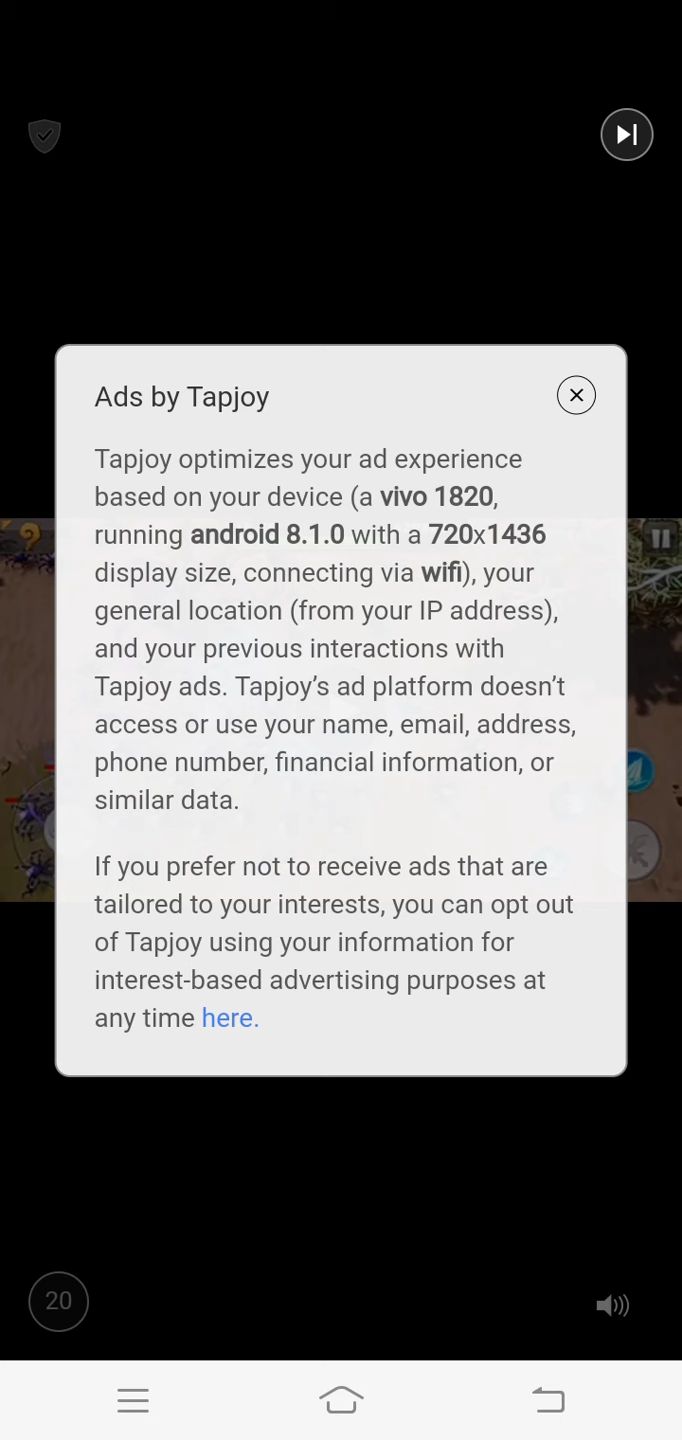 Ads by Tapjoy
Tapjoy optimizes your ad experience
based on your device (a vivo 1820,
running android 8.1.0 with a 720x1436
display size, connecting via wifi), your
general location (from your IP address),
and your previous interactions with
Tapjoy ads. Tapjoy’s ad platform doesn’t
access or use your name, email, address,
phone number, financial information, or
similar data.
If you prefer not to receive ads that are
tailored to your interests, you can opt out
of Tapjoy using your information for
interest-based advertising purposes at
any time here.
20